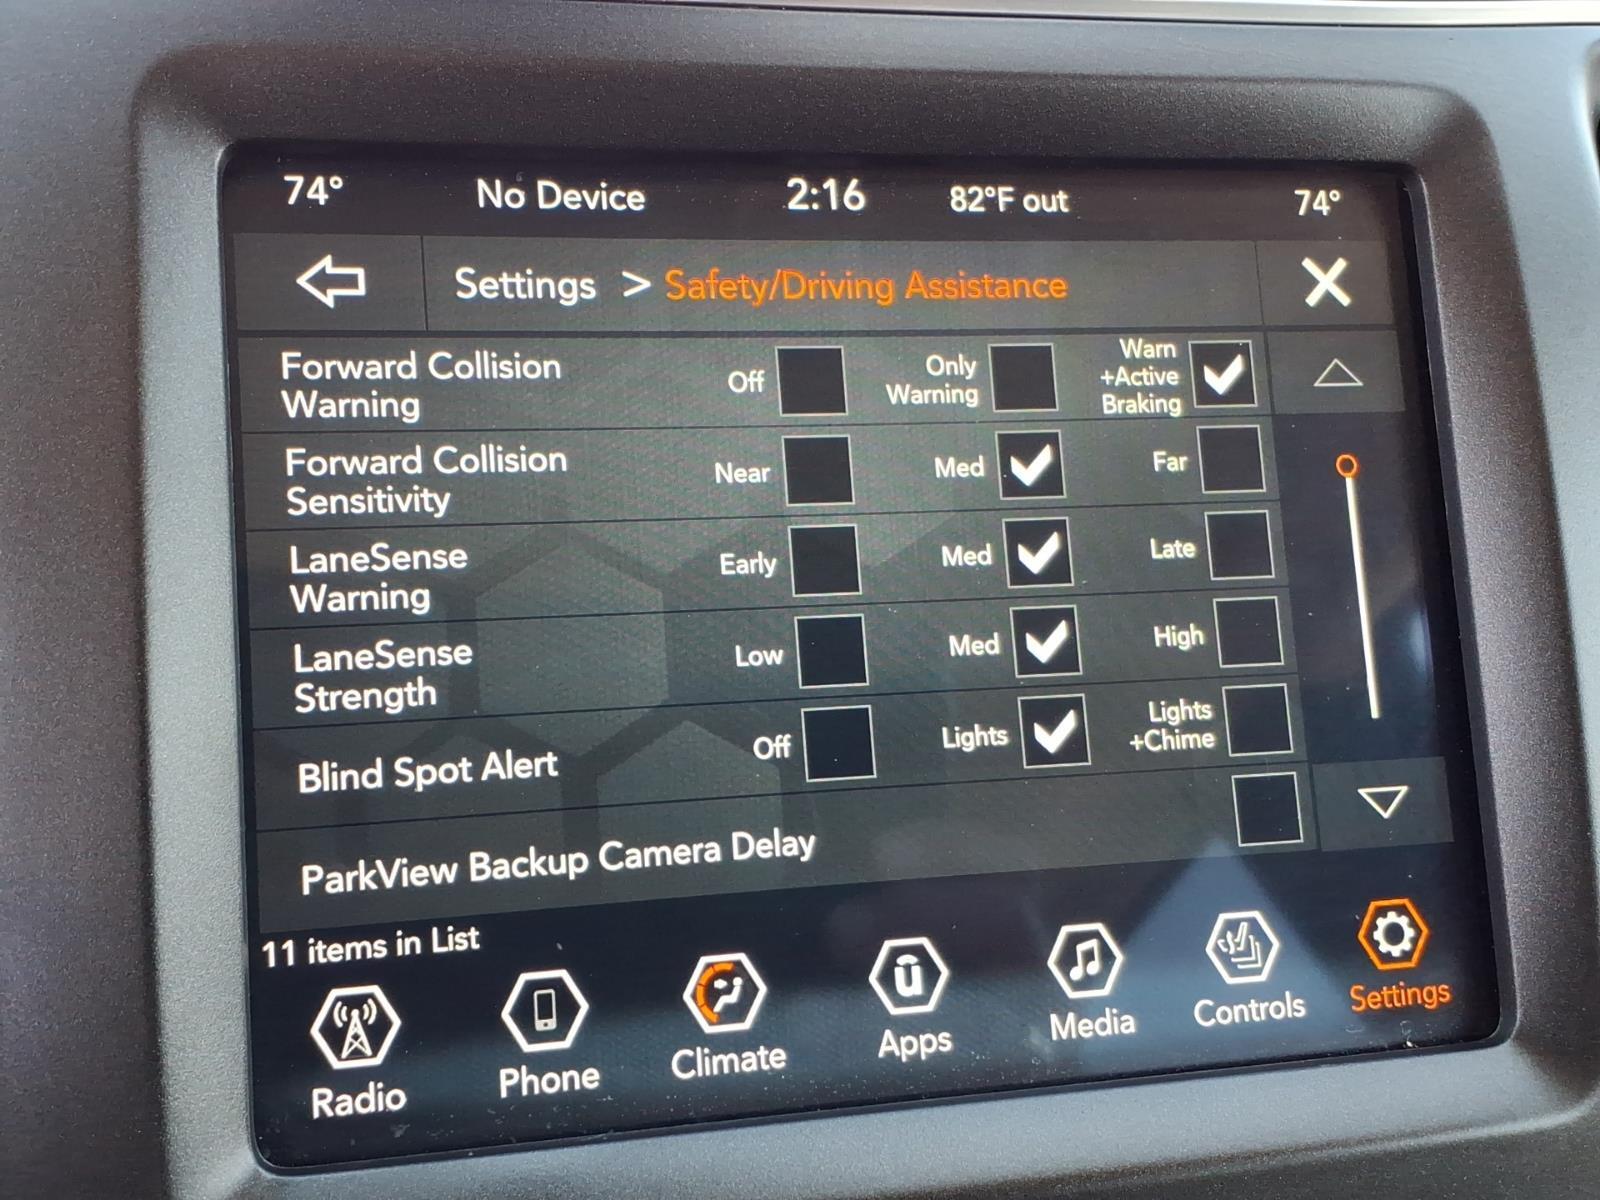 74° No Device 2:16 82°F out 74°
Settings > Safety/Driving Assistance
Forward Collision
Warning
Off
Only
Warning
Warn
+Active
Braking
Forward Collision
Sensitivity
Near Med Far
LaneSense
Warning
Early Med Late
LaneSense
Strength
Low Med High
Blind Spot Alert
Off Lights
Lights
+Chime
ParkView Backup Camera Delay
11 items in List
Radio Phone Climate Apps Media Controls Settings